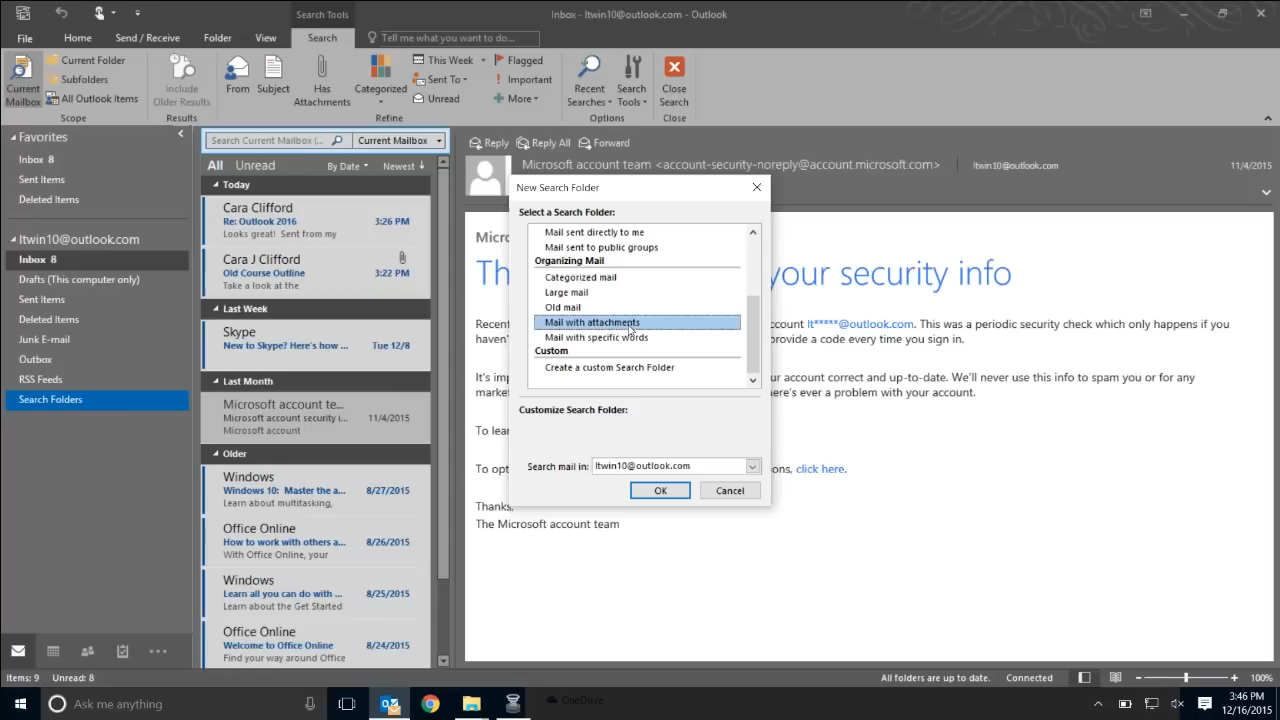 Search Tools
Inbox - ltwin10@outlook.com - Outlook
File Home Send / Receive Folder View Search Tell me what you want to do...
Current Mailbox
Current Folder
Subfolders
All Outlook Items
Scope
Include Older Results
Results
From
Subject
Has Attachments
Categorized
This Week
Sent To
Unread
Flagged
Important
More
Refine
Recent Searches
Search Tools
Options
Close Search
Close
Favorites
Inbox 8
Sent Items
Deleted Items
ltwin10@outlook.com
Inbox 8
Drafts (This computer only)
Sent Items
Deleted Items
Junk E-mail
Outbox
RSS Feeds
Search Folders
Items: 9 Unread: 8
Search Current Mailbox (... Current Mailbox
All Unread By Date Newest ↓
Today
Cara Clifford
Re: Outlook 2016 3:26 PM
Looks great! Sent from my
Cara J Clifford
Old Course Outline 3:22 PM
Take a look at the
Last Week
Skype
New to Skype? Here's how ... Tue 12/8
Last Month
Microsoft account te...
Microsoft account security i... 11/4/2015
Microsoft account
Older
Windows
Windows 10: Master the a... 8/27/2015
Learn about multitasking,
Office Online
How to work with others a... 8/26/2015
With Office Online, your
Windows
Learn all you can do with ... 8/25/2015
Learn about the Get Started
Office Online
Welcome to Office Online 8/24/2015
Find your way around Office
Reply Reply All Forward
Microsoft account team <account-security-noreply@account.microsoft.com> ltwin10@outlook.com 11/4/2015
Micr
Th your security info
Recen ccount lt*****@outlook.com. This was a periodic security check which only happens if you
haven' provide a code every time you sign in.
It's imp ur account correct and up-to-date. We'll never use this info to spam you or for any
market ere's ever a problem with your account.
To lear
To opt ons, click here.
Thanks,
The Microsoft account team
New Search Folder
Select a Search Folder:
Mail sent directly to me
Mail sent to public groups
Organizing Mail
Categorized mail
Large mail
Old mail
Mail with attachments
Mail with specific words
Custom
Create a custom Search Folder
Customize Search Folder:
Search mail in: ltwin10@outlook.com
OK Cancel
All folders are up to date. Connected 100%
Ask me anything
OneDrive
3:46 PM
12/16/2015